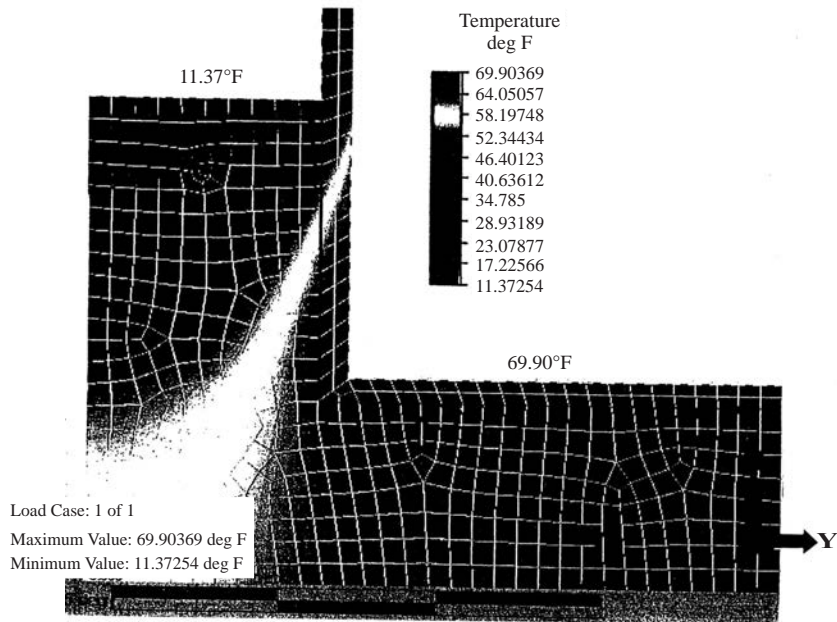 Temperature
deg F
11.37°F
69.90369
64.05057
58.19748
52.34434
46.40123
40.63612
34.785
28.93189
23.07877
17.22566
11.37254
69.90°F
Load Case: 1 of 1
Maximum Value: 69.90369 deg F
Minimum Value: 11.37254 deg F
Y